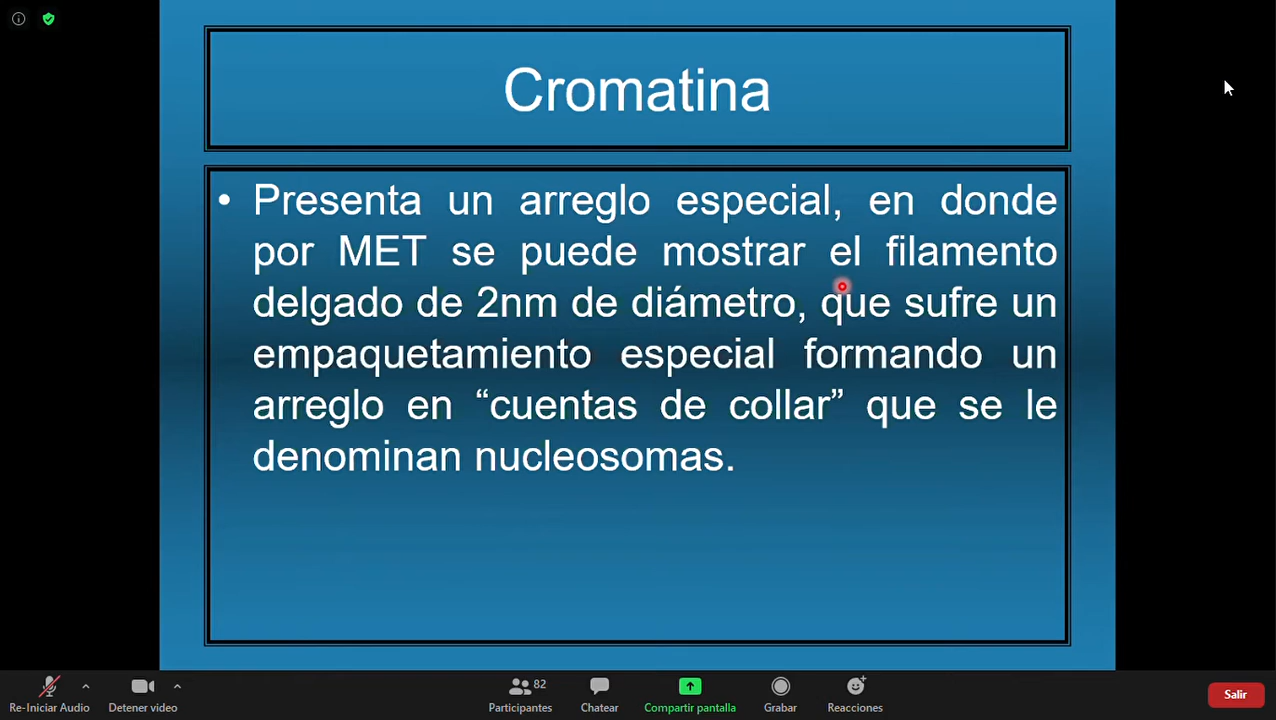 Cromatina
• Presenta un arreglo especial, en donde
por MET se puede mostrar el filamento
delgado de 2nm de diámetro, que sufre un
empaquetamiento especial formando un
arreglo en “cuentas de collar” que se le
denominan nucleosomas.
82
Re-Iniciar Audio
Detener video
Participantes
Chatear
Compartir pantalla
Grabar
Reacciones
Salir